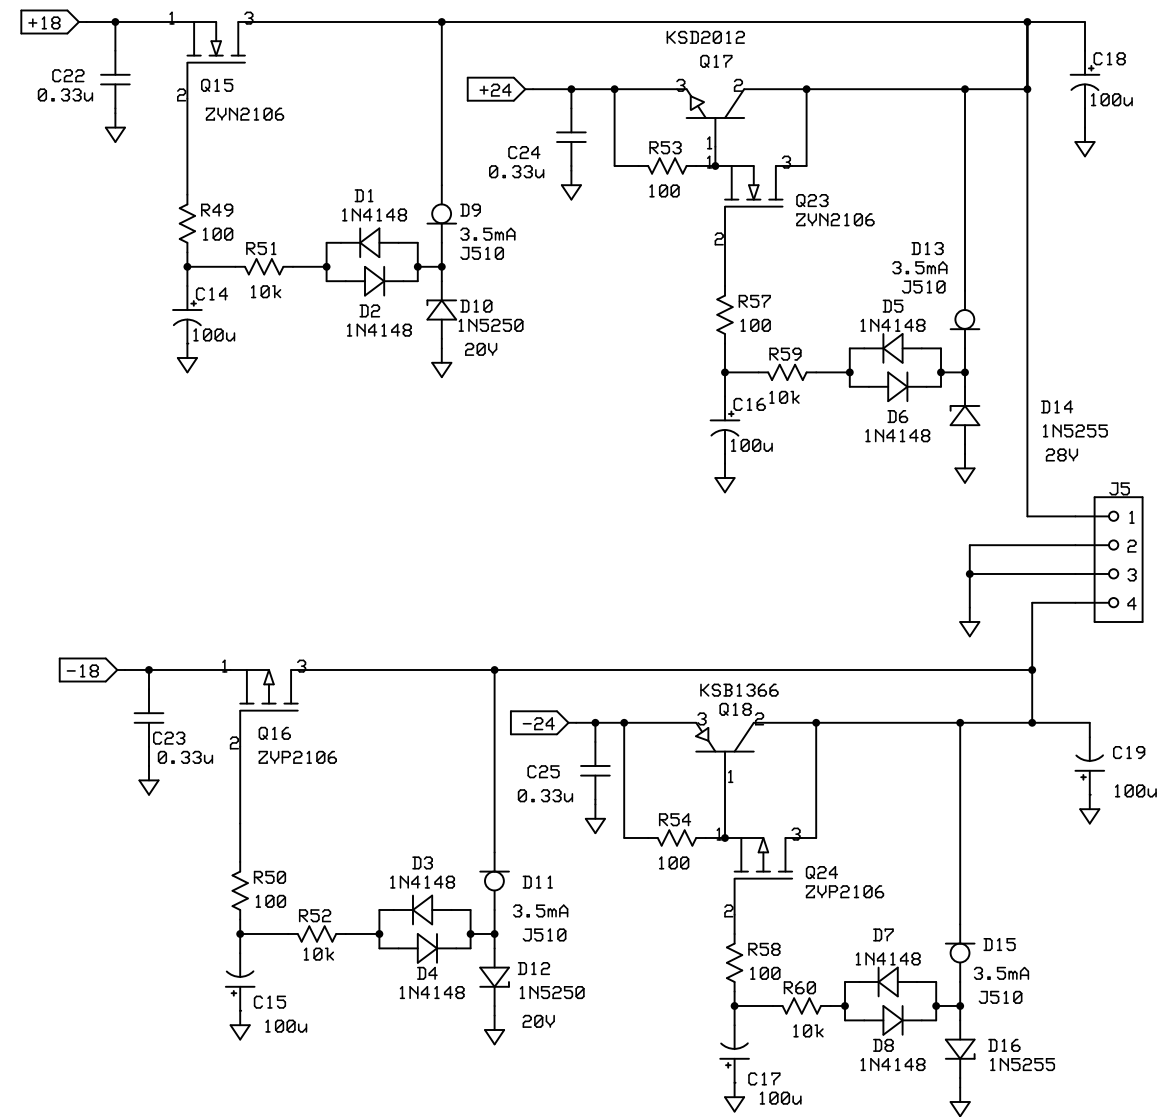 +18
1
3
C22
0.33u
Q15
2
ZVN2106
KSD2012
Q17
+24
3
2
C18
+
100u
C24
0.33u
R53
100
1
1
3
Q23
ZVN2106
2
D1
1N4148
R49
100
D9
3.5mA
J510
R51
10k
+
C14
100u
D2
1N4148
D10
1N5250
20V
D13
3.5mA
J510
R57
100
D5
1N4148
R59
10k
+
C16
100u
D6
1N4148
D14
1N5255
28V
J5
1
2
3
4
-18
1
3
C23
0.33u
Q16
2
ZVP2106
KSB1366
Q18
-24
3
2
C19
+
100u
C25
0.33u
1
R54
100
1
3
Q24
ZVP2106
2
D3
1N4148
R50
100
D11
3.5mA
J510
R52
10k
D4
1N4148
D12
1N5250
20V
+
C15
100u
R58
100
D7
1N4148
D15
3.5mA
J510
R60
10k
D8
1N4148
D16
1N5255
+
C17
100u